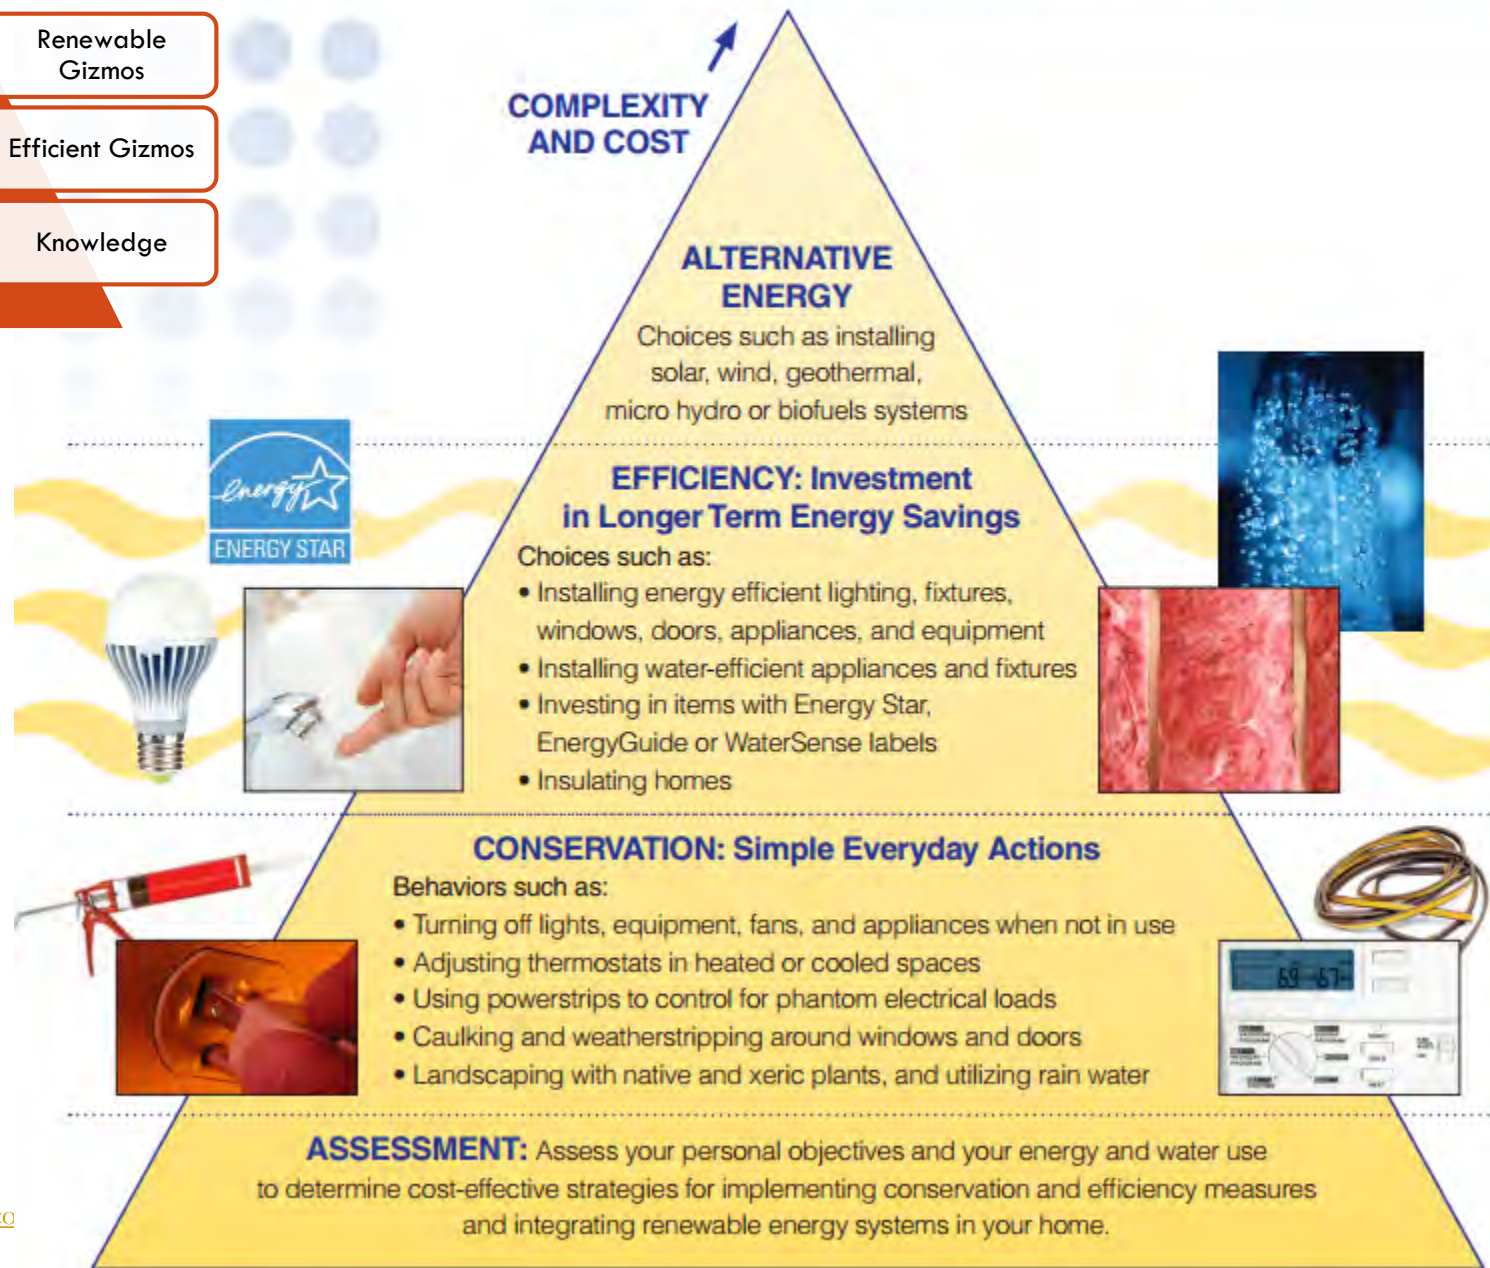 Renewable
Gizmos
Efficient Gizmos
Knowledge
COMPLEXITY
AND COST
ALTERNATIVE
ENERGY
Choices such as installing
solar, wind, geothermal,
micro hydro or biofuels systems
energy
ENERGY STAR
EFFICIENCY: Investment
in Longer Term Energy Savings
Choices such as:
• Installing energy efficient lighting, fixtures,
windows, doors, appliances, and equipment
• Installing water-efficient appliances and fixtures
• Investing in items with Energy Star,
EnergyGuide or WaterSense labels
• Insulating homes
CONSERVATION: Simple Everyday Actions
Behaviors such as:
• Turning off lights, equipment, fans, and appliances when not in use
• Adjusting thermostats in heated or cooled spaces
• Using powerstrips to control for phantom electrical loads
• Caulking and weatherstripping around windows and doors
• Landscaping with native and xeric plants, and utilizing rain water
69 67
ASSESSMENT: Assess your personal objectives and your energy and water use
to determine cost-effective strategies for implementing conservation and efficiency measures
and integrating renewable energy systems in your home.